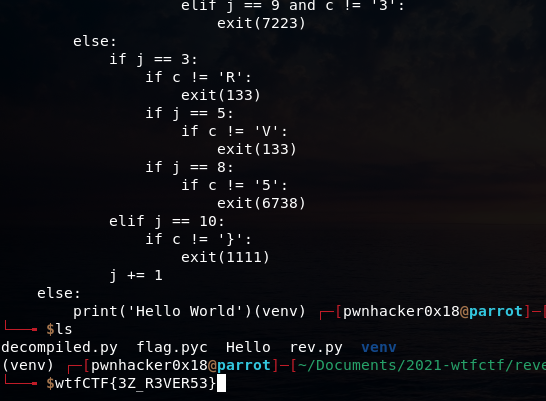 elif j == 9 and c != '3':
exit(7223)
else:
if j == 3:
if c != 'R':
exit(133)
if j == 5:
if c != 'V':
exit(133)
if j == 8:
if c != '5':
exit(6738)
elif j == 10:
if c != '}':
exit(1111)
j += 1
else:
print('Hello World')(venv) ┌─[pwnhacker0x18@parrot]─[
└──╼ $ls
decompiled.py flag.pyc Hello rev.py venv
(venv) ┌─[pwnhacker0x18@parrot]─[~/Documents/2021-wtfctf/reve
└──╼ $wtfCTF{3Z_R3VER53}